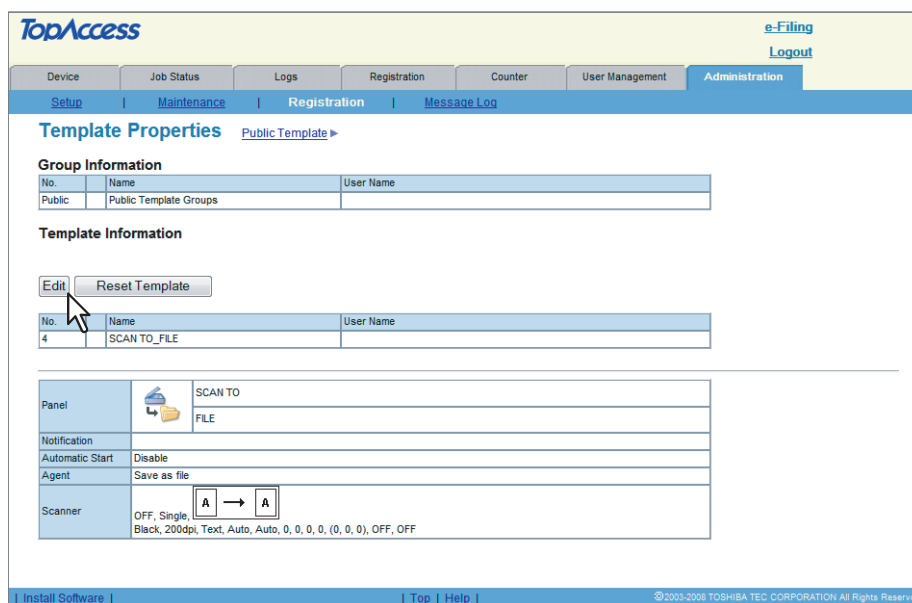 TopAccess
e-Filing
Logout
Device Job Status Logs Registration Counter User Management Administration
Setup | Maintenance | Registration | Message Log
Template Properties Public Template
Group Information
No. Name User Name
Public Public Template Groups
Template Information
Edit Reset Template
No. Name User Name
4 SCAN TO_FILE
Panel SCAN TO
FILE
Notification
Automatic Start Disable
Agent Save as file
Scanner OFF, Single, A → A
Black, 200dpi, Text, Auto, Auto, 0, 0, 0, 0, (0, 0, 0), OFF, OFF
| Install Software | | Top | Help | ©2003-2008 TOSHIBA TEC CORPORATION All Rights Reserve